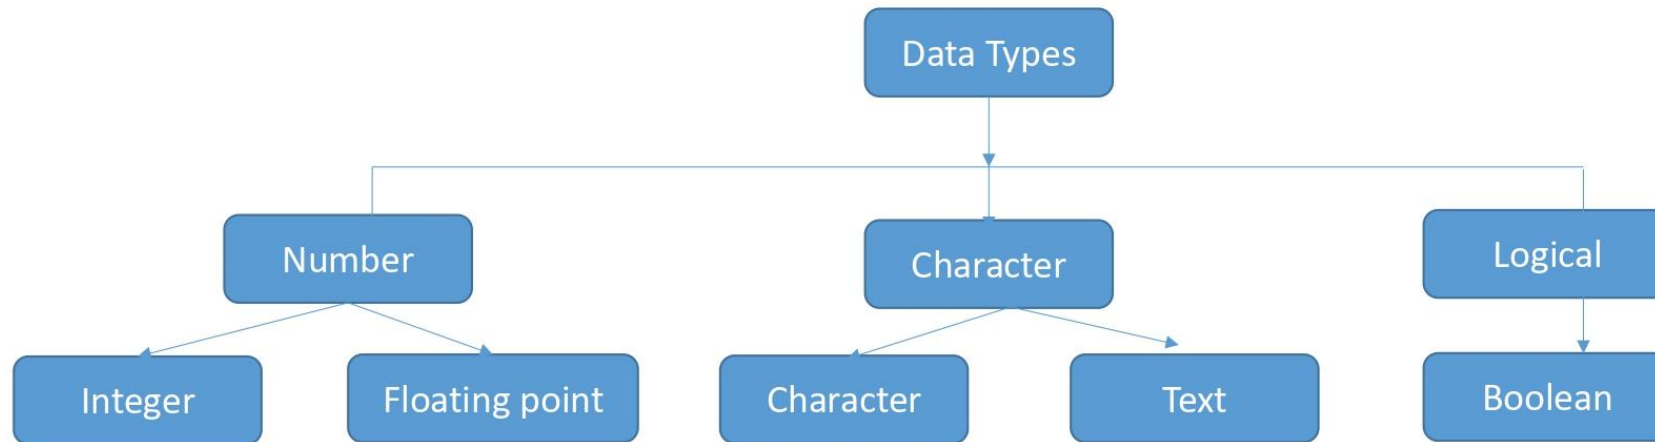 Data Types
Number
Character
Logical
Integer
Floating point
Character
Text
Boolean